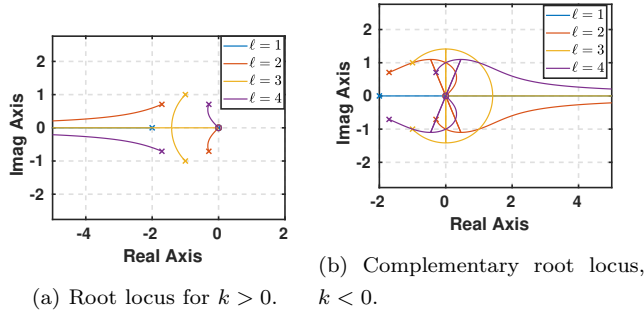 ℓ = 1
ℓ = 2
ℓ = 3
ℓ = 4
2
1
0
-1
-2
Imag Axis
-4
-2
0
2
Real Axis
(a) Root locus for k > 0.
ℓ = 1
ℓ = 2
ℓ = 3
ℓ = 4
2
1
0
-1
-2
Imag Axis
-2
0
2
4
Real Axis
(b) Complementary root locus,
k < 0.